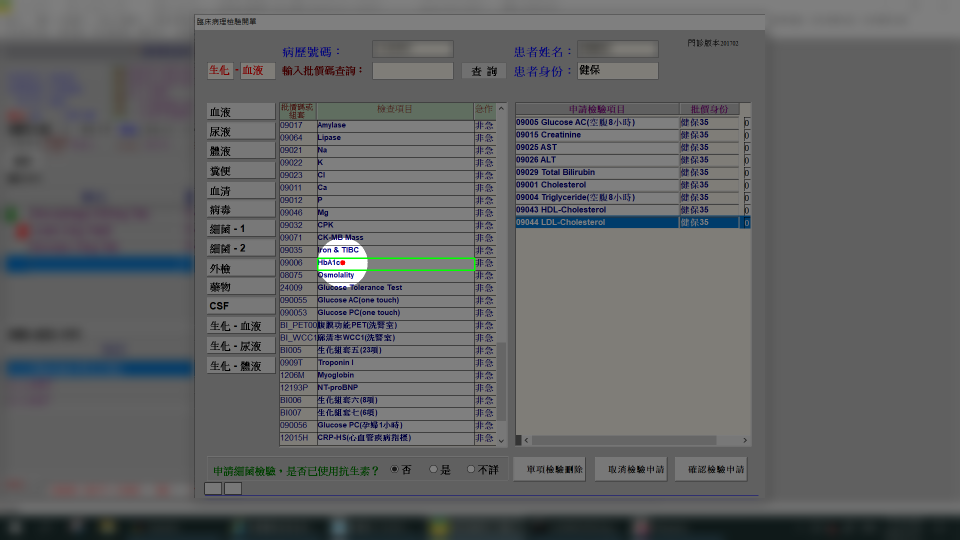 臨床病理檢驗開單
門診嚴本201702
病歷號碼：
患者姓名：
生化 - 血液
輸入批價碼查詢：
查 詢
患者身份：
健保
血液
尿液
體液
糞便
血清
病毒
細菌 - 1
細菌 - 2
外檢
藥物
CSF
生化 - 血液
生化 - 尿液
生化 - 體液
批價碼或組套 檢查項目 急作
09017 Amylase 非急
09064 Lipase 非急
09021 Na 非急
09022 K 非急
09023 Cl 非急
09011 Ca 非急
09012 P 非急
09046 Mg 非急
09032 CPK 非急
09071 CK-MB Mass 非急
09035 Iron & TIBC 非急
09006 HbA1c 非急
08075 Osmolality 非急
24009 Glucose Tolerance Test 非急
090055 Glucose AC(one touch) 非急
090053 Glucose PC(one touch) 非急
BI_PET00 腹膜功能PET(洗腎室) 非急
BI_WCC1 廓清率WCC1(洗腎室) 非急
BI005 生化組套五(23項) 非急
0909T Troponin I 非急
1206M Myoglobin 非急
12193P NT-proBNP 非急
BI006 生化組套六(8項) 非急
BI007 生化組套七(6項) 非急
090056 Glucose PC(孕婦1小時) 非急
12015H CRP-HS(心血管疾病指標) 非急
申請檢驗項目 批價身份
09005 Glucose AC(空腹8小時) 健保35 0
09015 Creatinine 健保35 0
09025 AST 健保35 0
09026 ALT 健保35 0
09029 Total Bilirubin 健保35 0
09001 Cholesterol 健保35 0
09004 Triglyceride(空腹8小時) 健保35 0
09043 HDL-Cholesterol 健保35 0
09044 LDL-Cholesterol 健保35 0
申請細菌檢驗，是否已使用抗生素？ 否 是 不詳
單項檢驗刪除 取消檢驗申請 確認檢驗申請